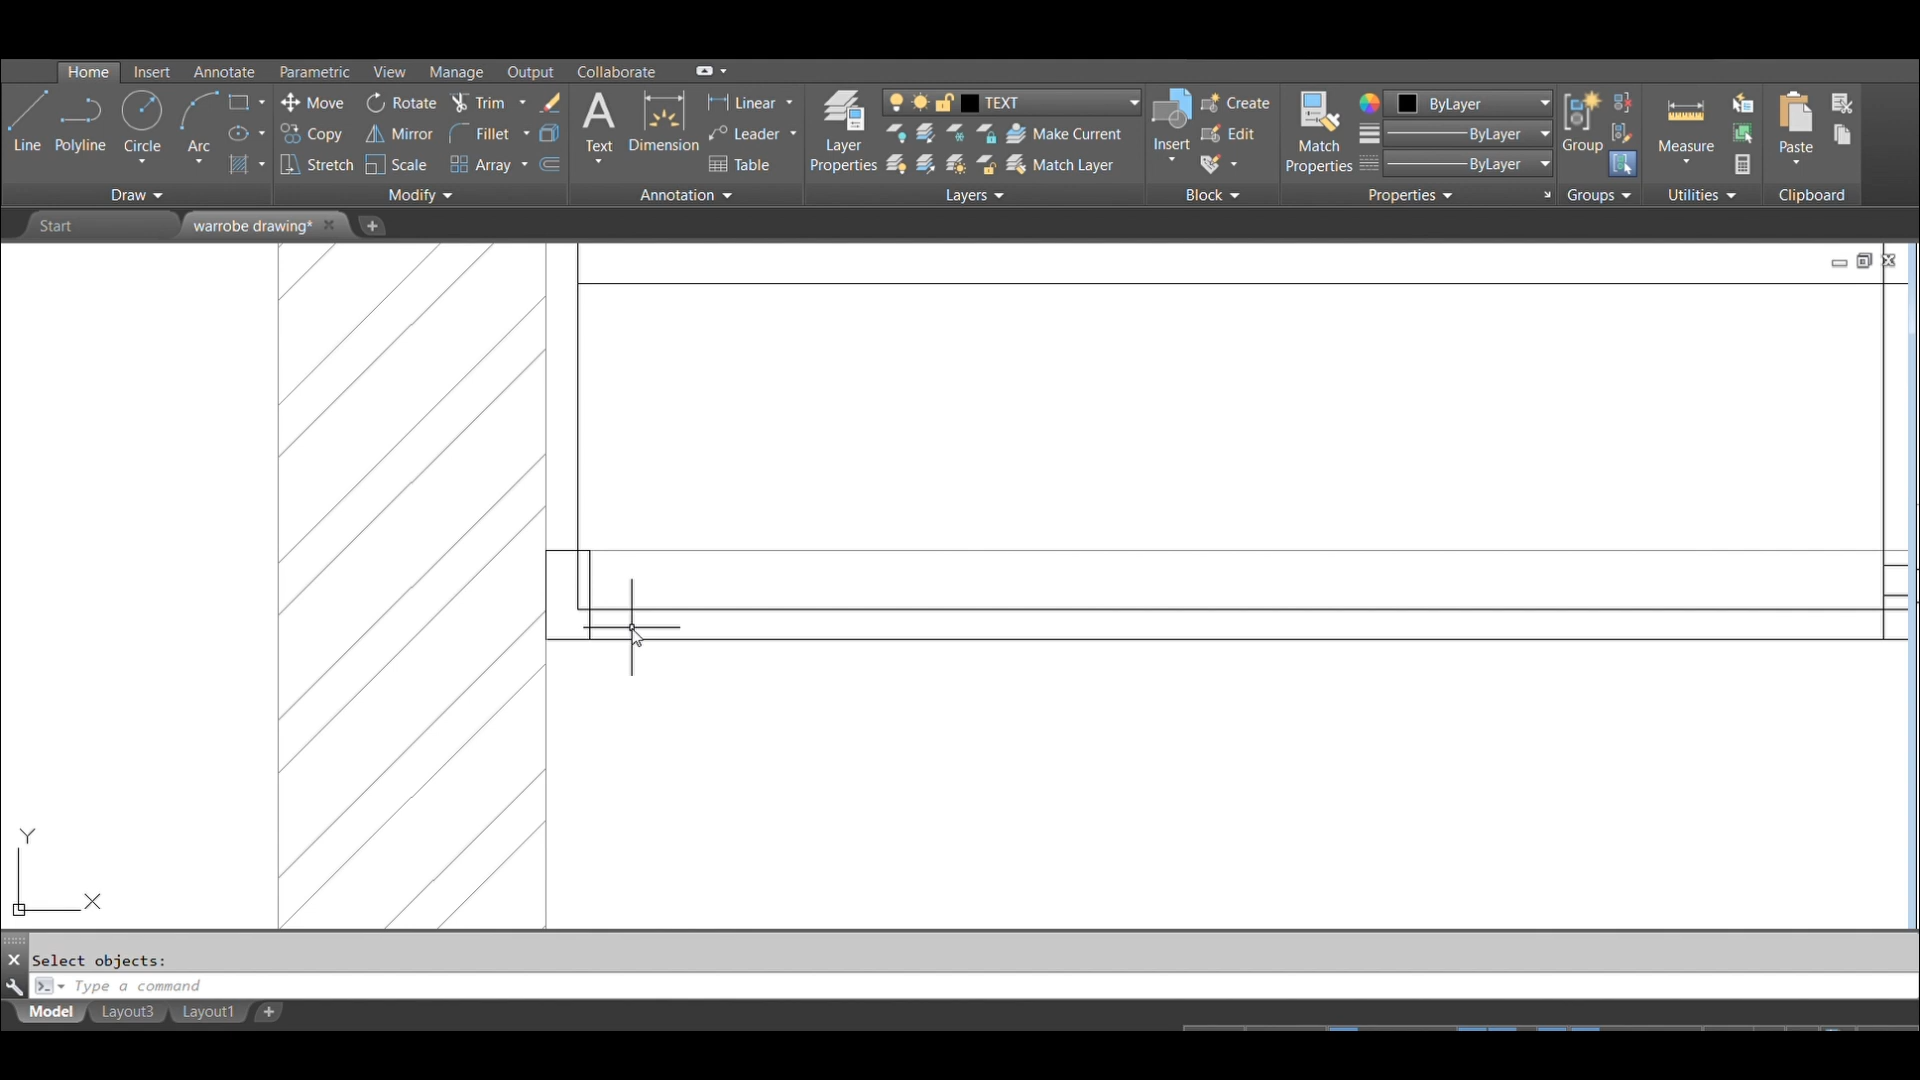 Home Insert Annotate Parametric View Manage Output Collaborate
Line Polyline Circle Arc
Move Rotate Trim
Copy Mirror Fillet
Stretch Scale Array
Text Dimension
Linear
Leader
Table
Layer Properties
TEXT
Make Current
Match Layer
Insert
Create
Edit
Match Properties
ByLayer
ByLayer
ByLayer
Group
Measure
Paste
Draw Modify Annotation Layers Block Properties Groups Utilities Clipboard
Start warrobe drawing*
Y
X
Select objects:
Type a command
Model Layout3 Layout1